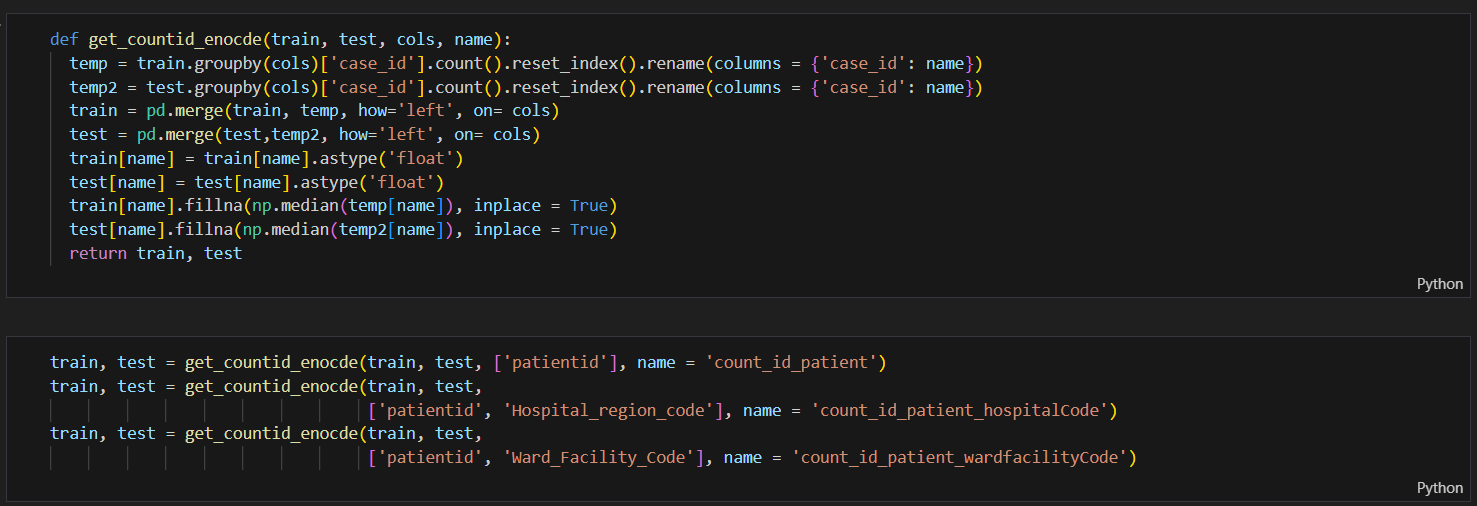 def get_countid_enocde(train, test, cols, name):
  temp = train.groupby(cols)['case_id'].count().reset_index().rename(columns = {'case_id': name})
  temp2 = test.groupby(cols)['case_id'].count().reset_index().rename(columns = {'case_id': name})
  train = pd.merge(train, temp, how='left', on= cols)
  test = pd.merge(test,temp2, how='left', on= cols)
  train[name] = train[name].astype('float')
  test[name] = test[name].astype('float')
  train[name].fillna(np.median(temp[name]), inplace = True)
  test[name].fillna(np.median(temp2[name]), inplace = True)
  return train, test
Python
train, test = get_countid_enocde(train, test, ['patientid'], name = 'count_id_patient')
train, test = get_countid_enocde(train, test,
                                 ['patientid', 'Hospital_region_code'], name = 'count_id_patient_hospitalCode')
train, test = get_countid_enocde(train, test,
                                 ['patientid', 'Ward_Facility_Code'], name = 'count_id_patient_wardfacilityCode')
Python